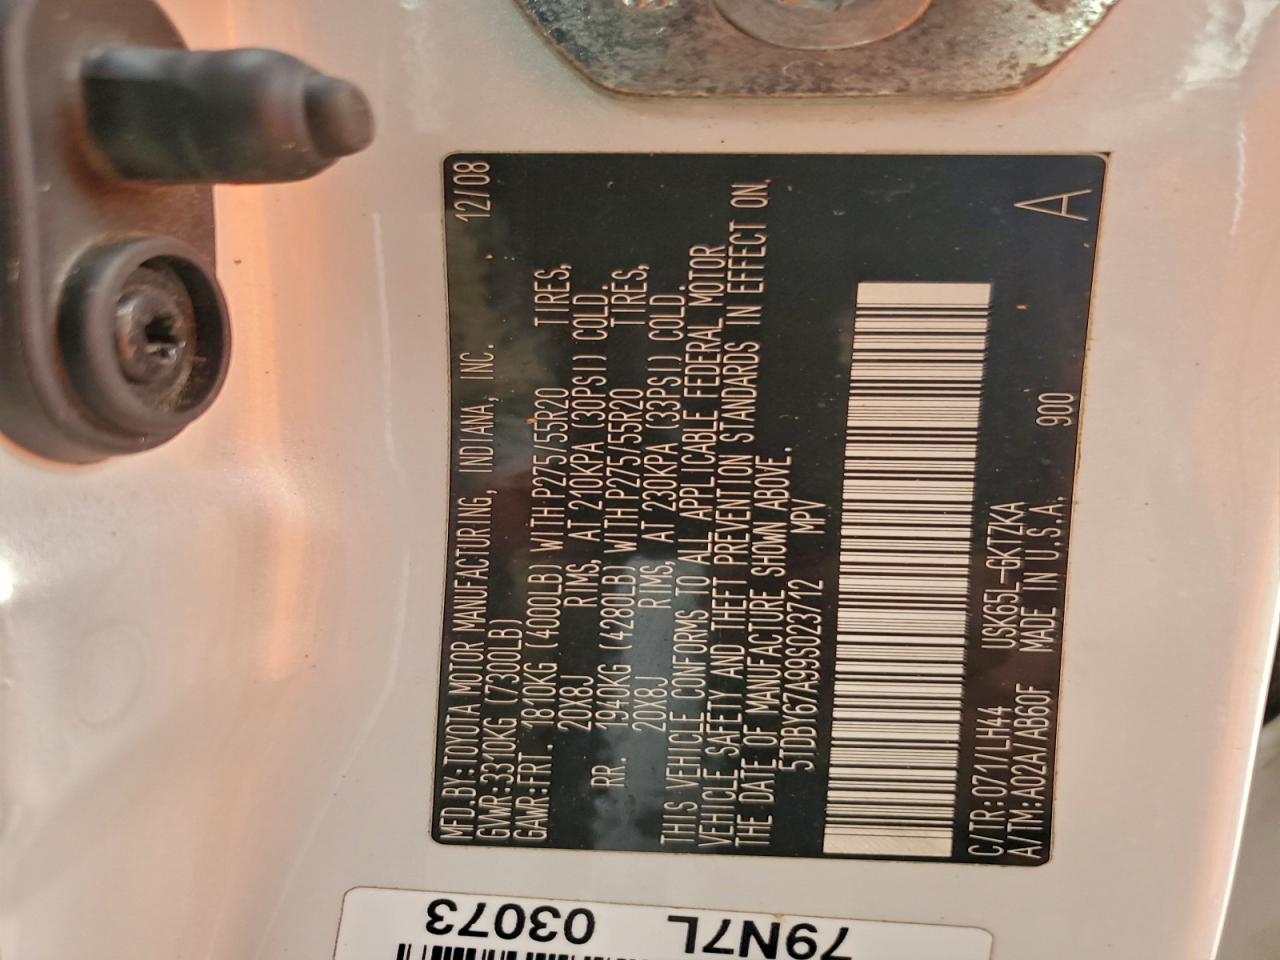 MFD.BY:TOYOTA MOTOR MANUFACTURING, INDIANA, INC. 12/08
GVWR:3310KG (7300LB)
GAWR:FRT. 1810KG (4000LB) WITH P275/55R20 TIRES,
20X8J RIMS, AT 210KPA (30PSI) COLD.
RR. 1940KG (4280LB) WITH P275/55R20 TIRES,
20X8J RIMS, AT 230KPA (33PSI) COLD.
THIS VEHICLE CONFORMS TO ALL APPLICABLE FEDERAL MOTOR
VEHICLE SAFETY AND THEFT PREVENTION STANDARDS IN EFFECT ON
THE DATE OF MANUFACTURE SHOWN ABOVE.
5TDBY67A99S023712 MPV
C/TR:071/LH44 USK65L-GKTZKA 900
A/TM:A02A/AB60F MADE IN U.S.A. A
79N7L 03073